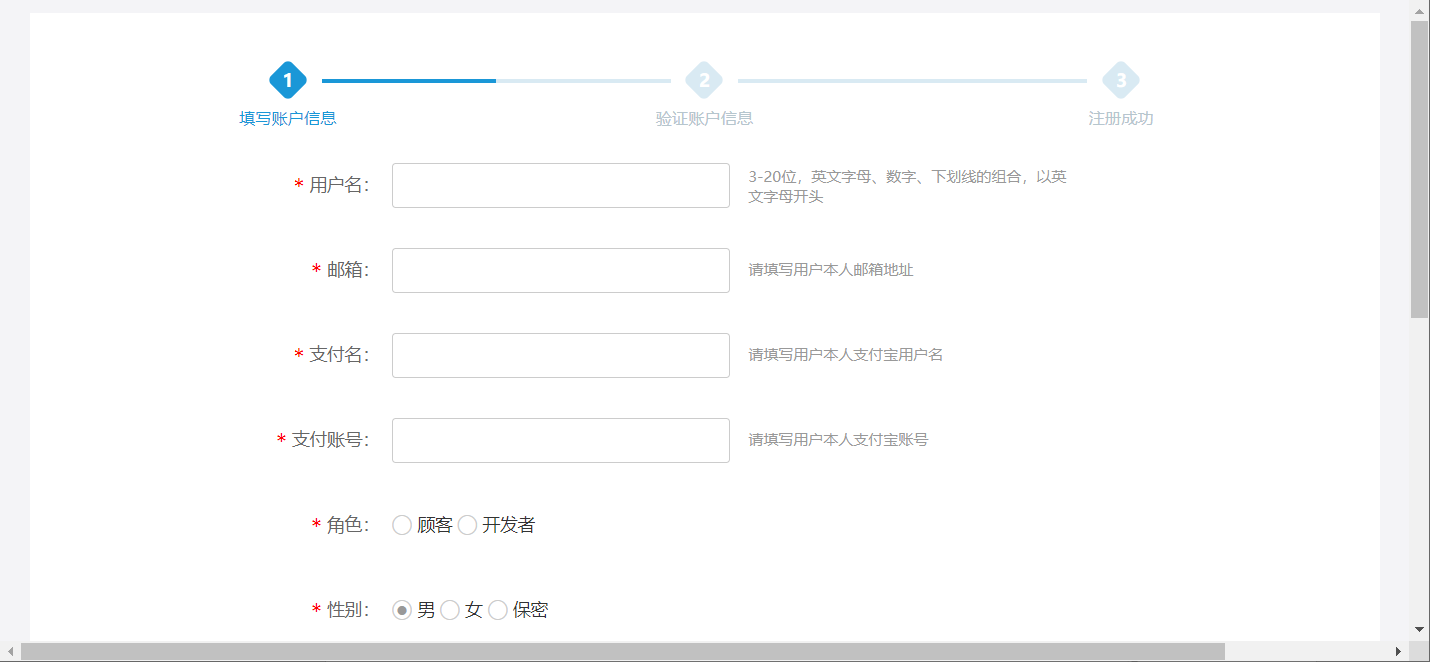 1
2
3
填写账户信息
验证账户信息
注册成功
* 用户名：
3-20位，英文字母、数字、下划线的组合，以英
文字母开头
* 邮箱：
请填写用户本人邮箱地址
* 支付名：
请填写用户本人支付宝用户名
* 支付账号：
请填写用户本人支付宝账号
* 角色： 顾客 开发者
* 性别： 男 女 保密